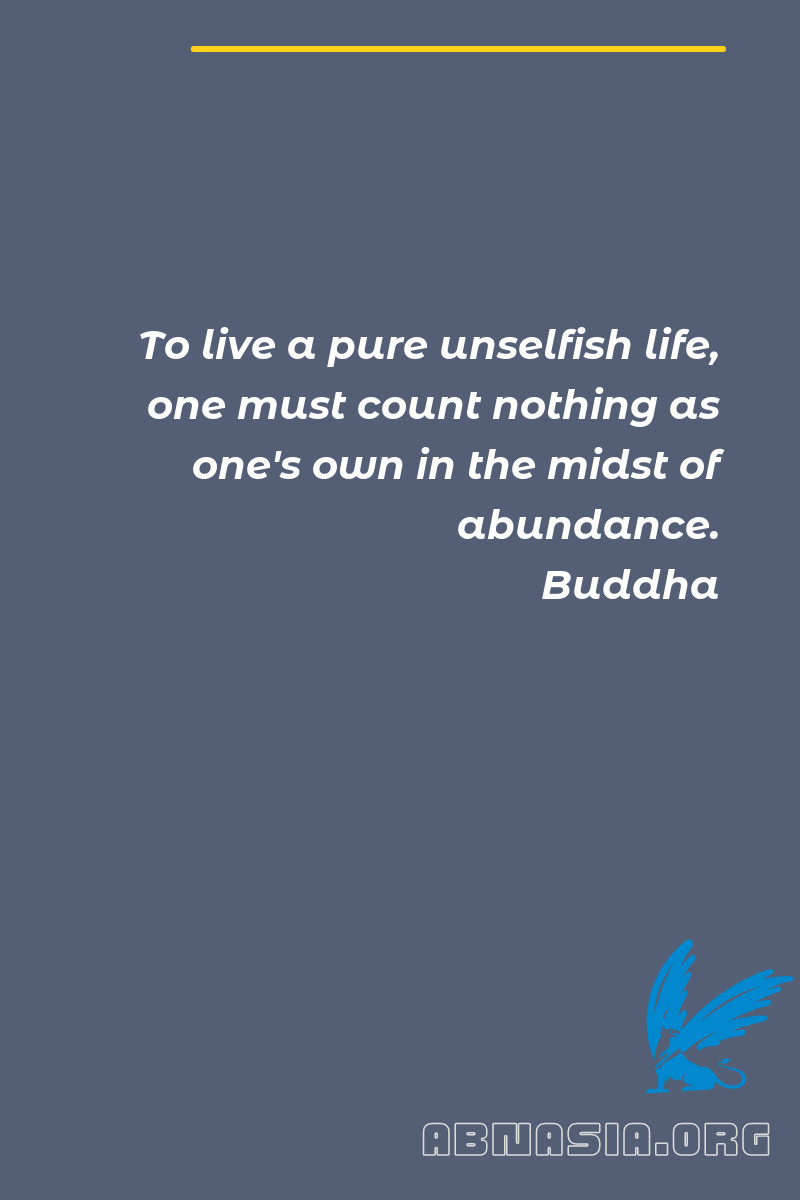 To live a pure unselfish life,
one must count nothing as
one's own in the midst of
abundance.
Buddha
ABNASIA.ORG